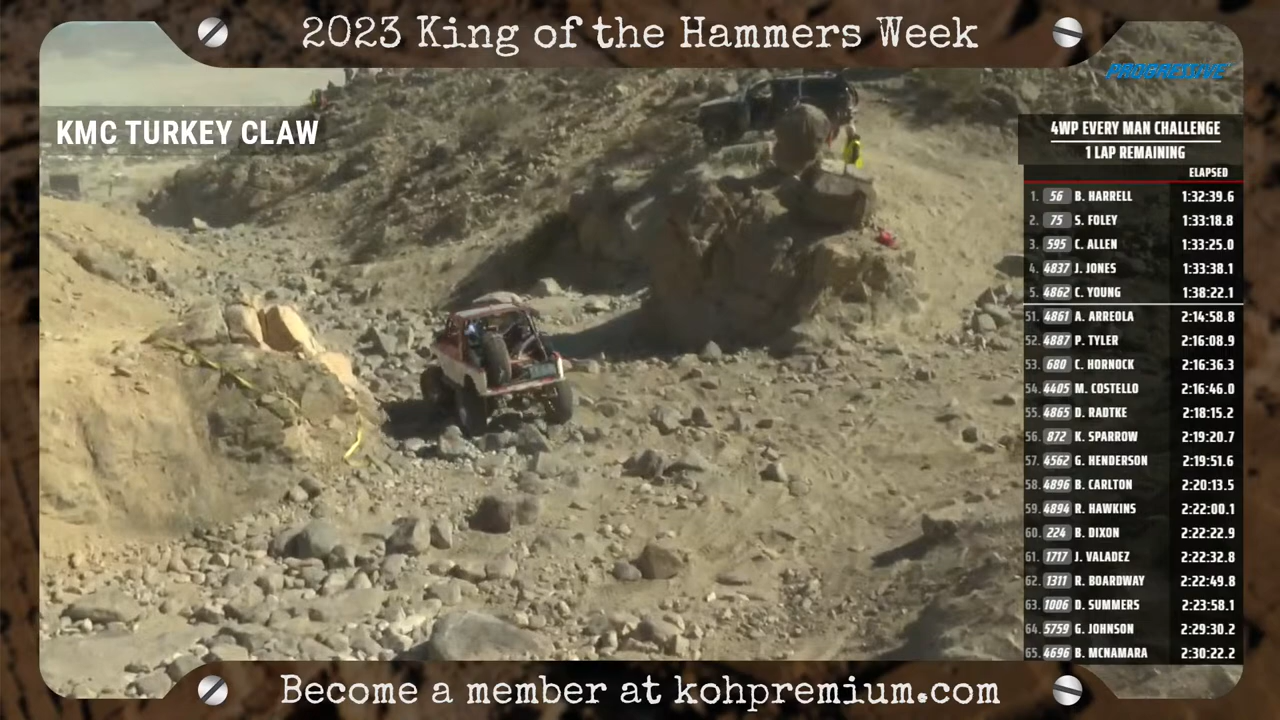 2023 King of the Hammers Week
PROGRESSIVE
KMC TURKEY CLAW
4WP EVERY MAN CHALLENGE
1 LAP REMAINING
ELAPSED
1. 56 B. HARRELL 1:32:39.6
2. 75 S. FOLEY 1:33:18.8
3. 595 C. ALLEN 1:33:25.0
4. 4837 J. JONES 1:33:38.1
5. 4862 C. YOUNG 1:38:22.1
51. 4861 A. ARREOLA 2:14:58.8
52. 4887 P. TYLER 2:16:08.9
53. 680 C. HORNOCK 2:16:36.3
54. 4405 M. COSTELLO 2:16:46.0
55. 4865 D. RADTKE 2:18:15.2
56. 872 K. SPARROW 2:19:20.7
57. 4562 G. HENDERSON 2:19:51.6
58. 4896 B. CARLTON 2:20:13.5
59. 4894 R. HAWKINS 2:22:00.1
60. 224 B. DIXON 2:22:22.9
61. 1717 J. VALADEZ 2:22:32.8
62. 1311 R. BOARDWAY 2:22:49.8
63. 1006 D. SUMMERS 2:23:58.1
64. 5759 G. JOHNSON 2:29:30.2
65. 4696 B. MCNAMARA 2:30:22.2
Become a member at kohpremium.com